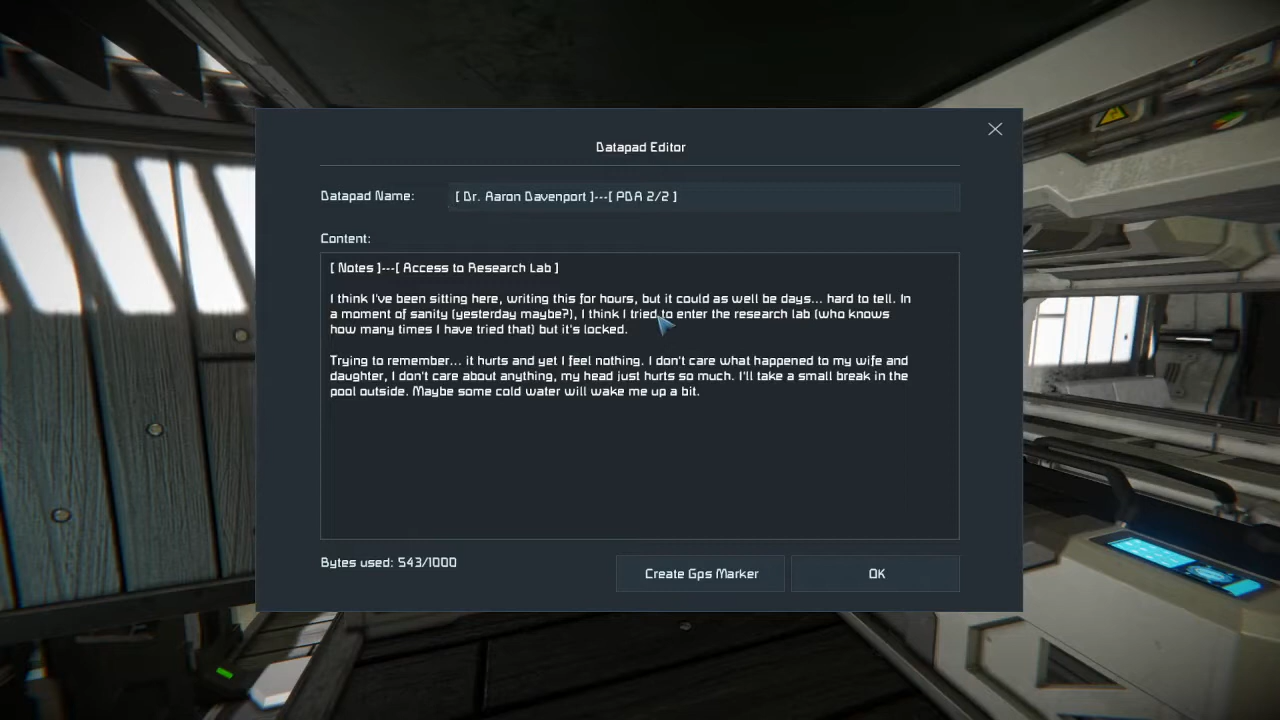 Datapad Editor
Datapad Name:
[ Dr. Aaron Davenport ]---[ PDA 2/2 ]
Content:
[ Notes ]---[ Access to Research Lab ]
I think I've been sitting here, writing this for hours, but it could as well be days... hard to tell. In
a moment of sanity (yesterday maybe?), I think I tried to enter the research lab (who knows
how many times I have tried that) but it's locked.
Trying to remember... it hurts and yet I feel nothing. I don't care what happened to my wife and
daughter, I don't care about anything, my head just hurts so much. I'll take a small break in the
pool outside. Maybe some cold water will wake me up a bit.
Bytes used: 543/1000
Create Gps Marker
OK